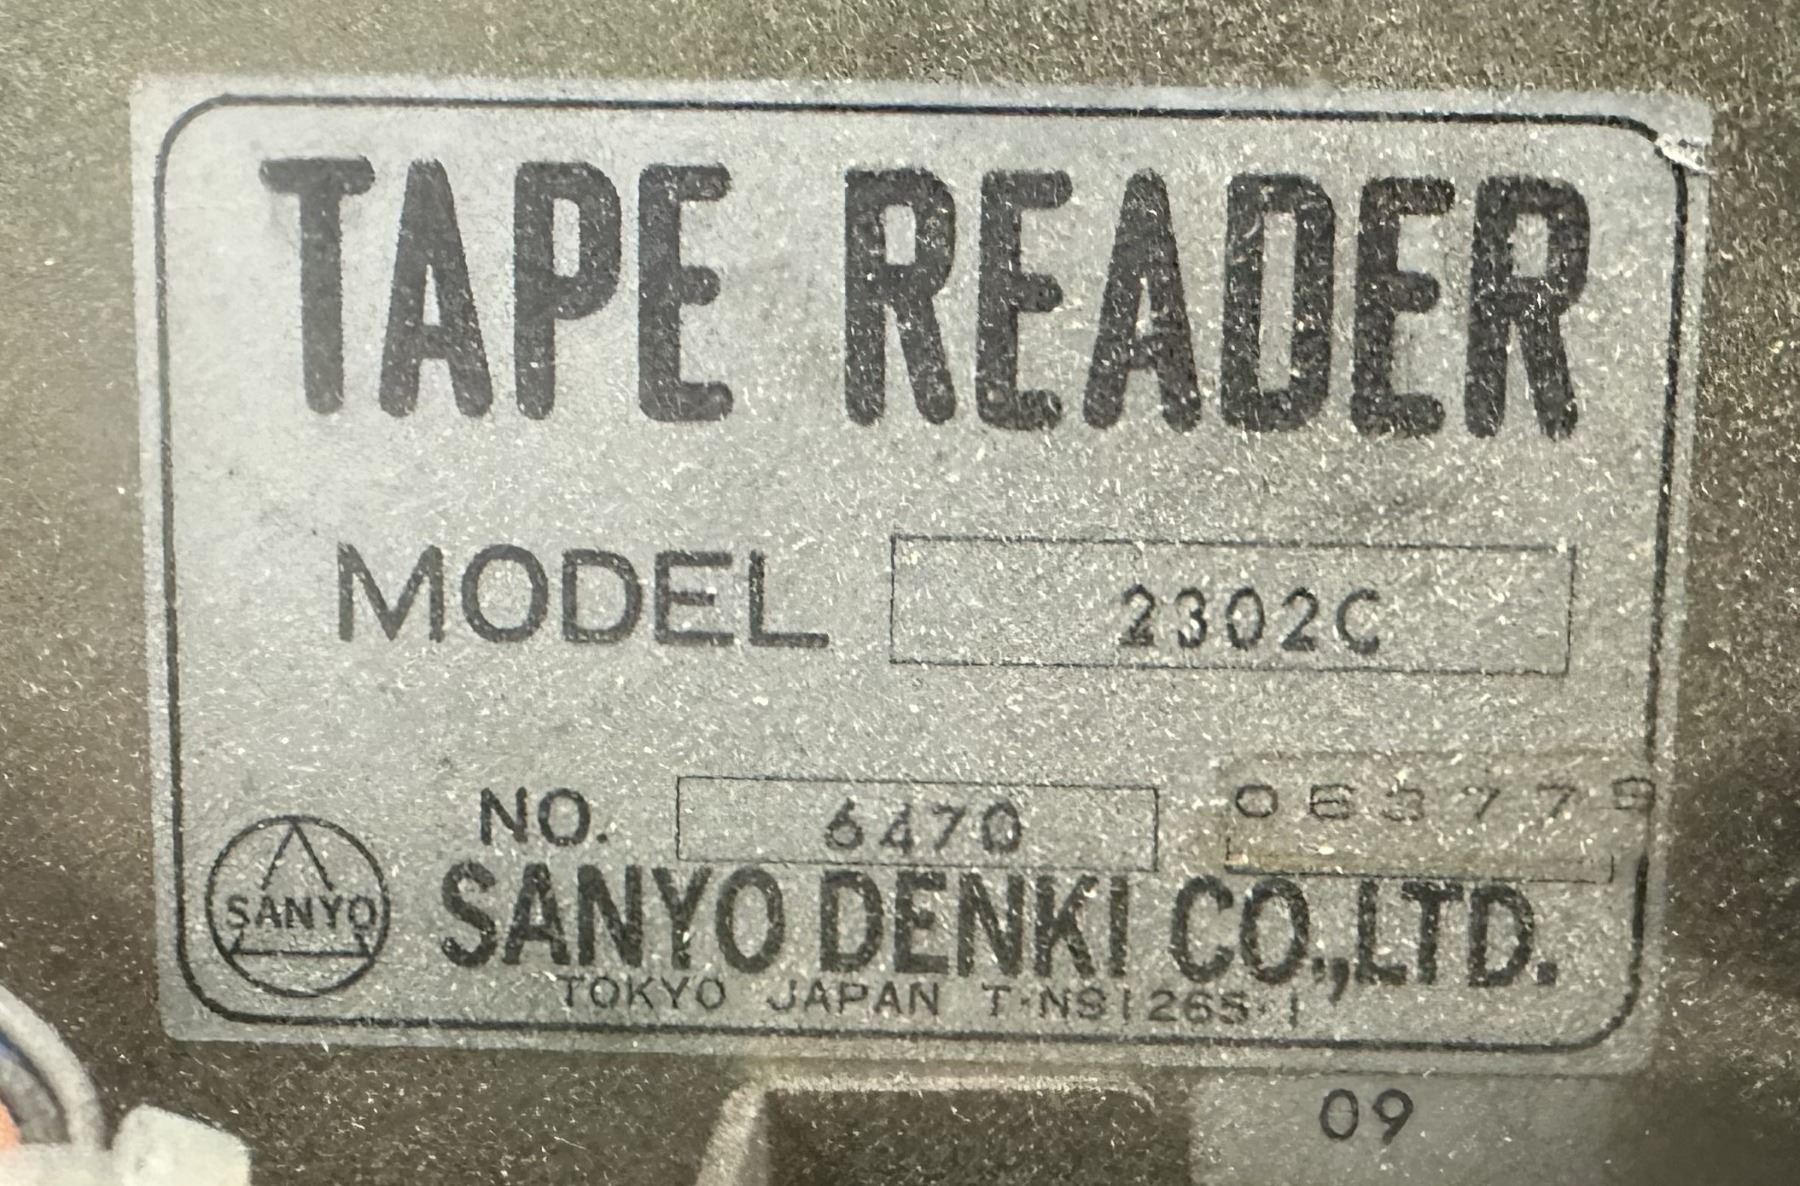 TAPE READER
MODEL 2302C
NO. 6470 063779
SANYO
SANYO DENKI CO.,LTD.
TOKYO JAPAN T-NS1265-1
09